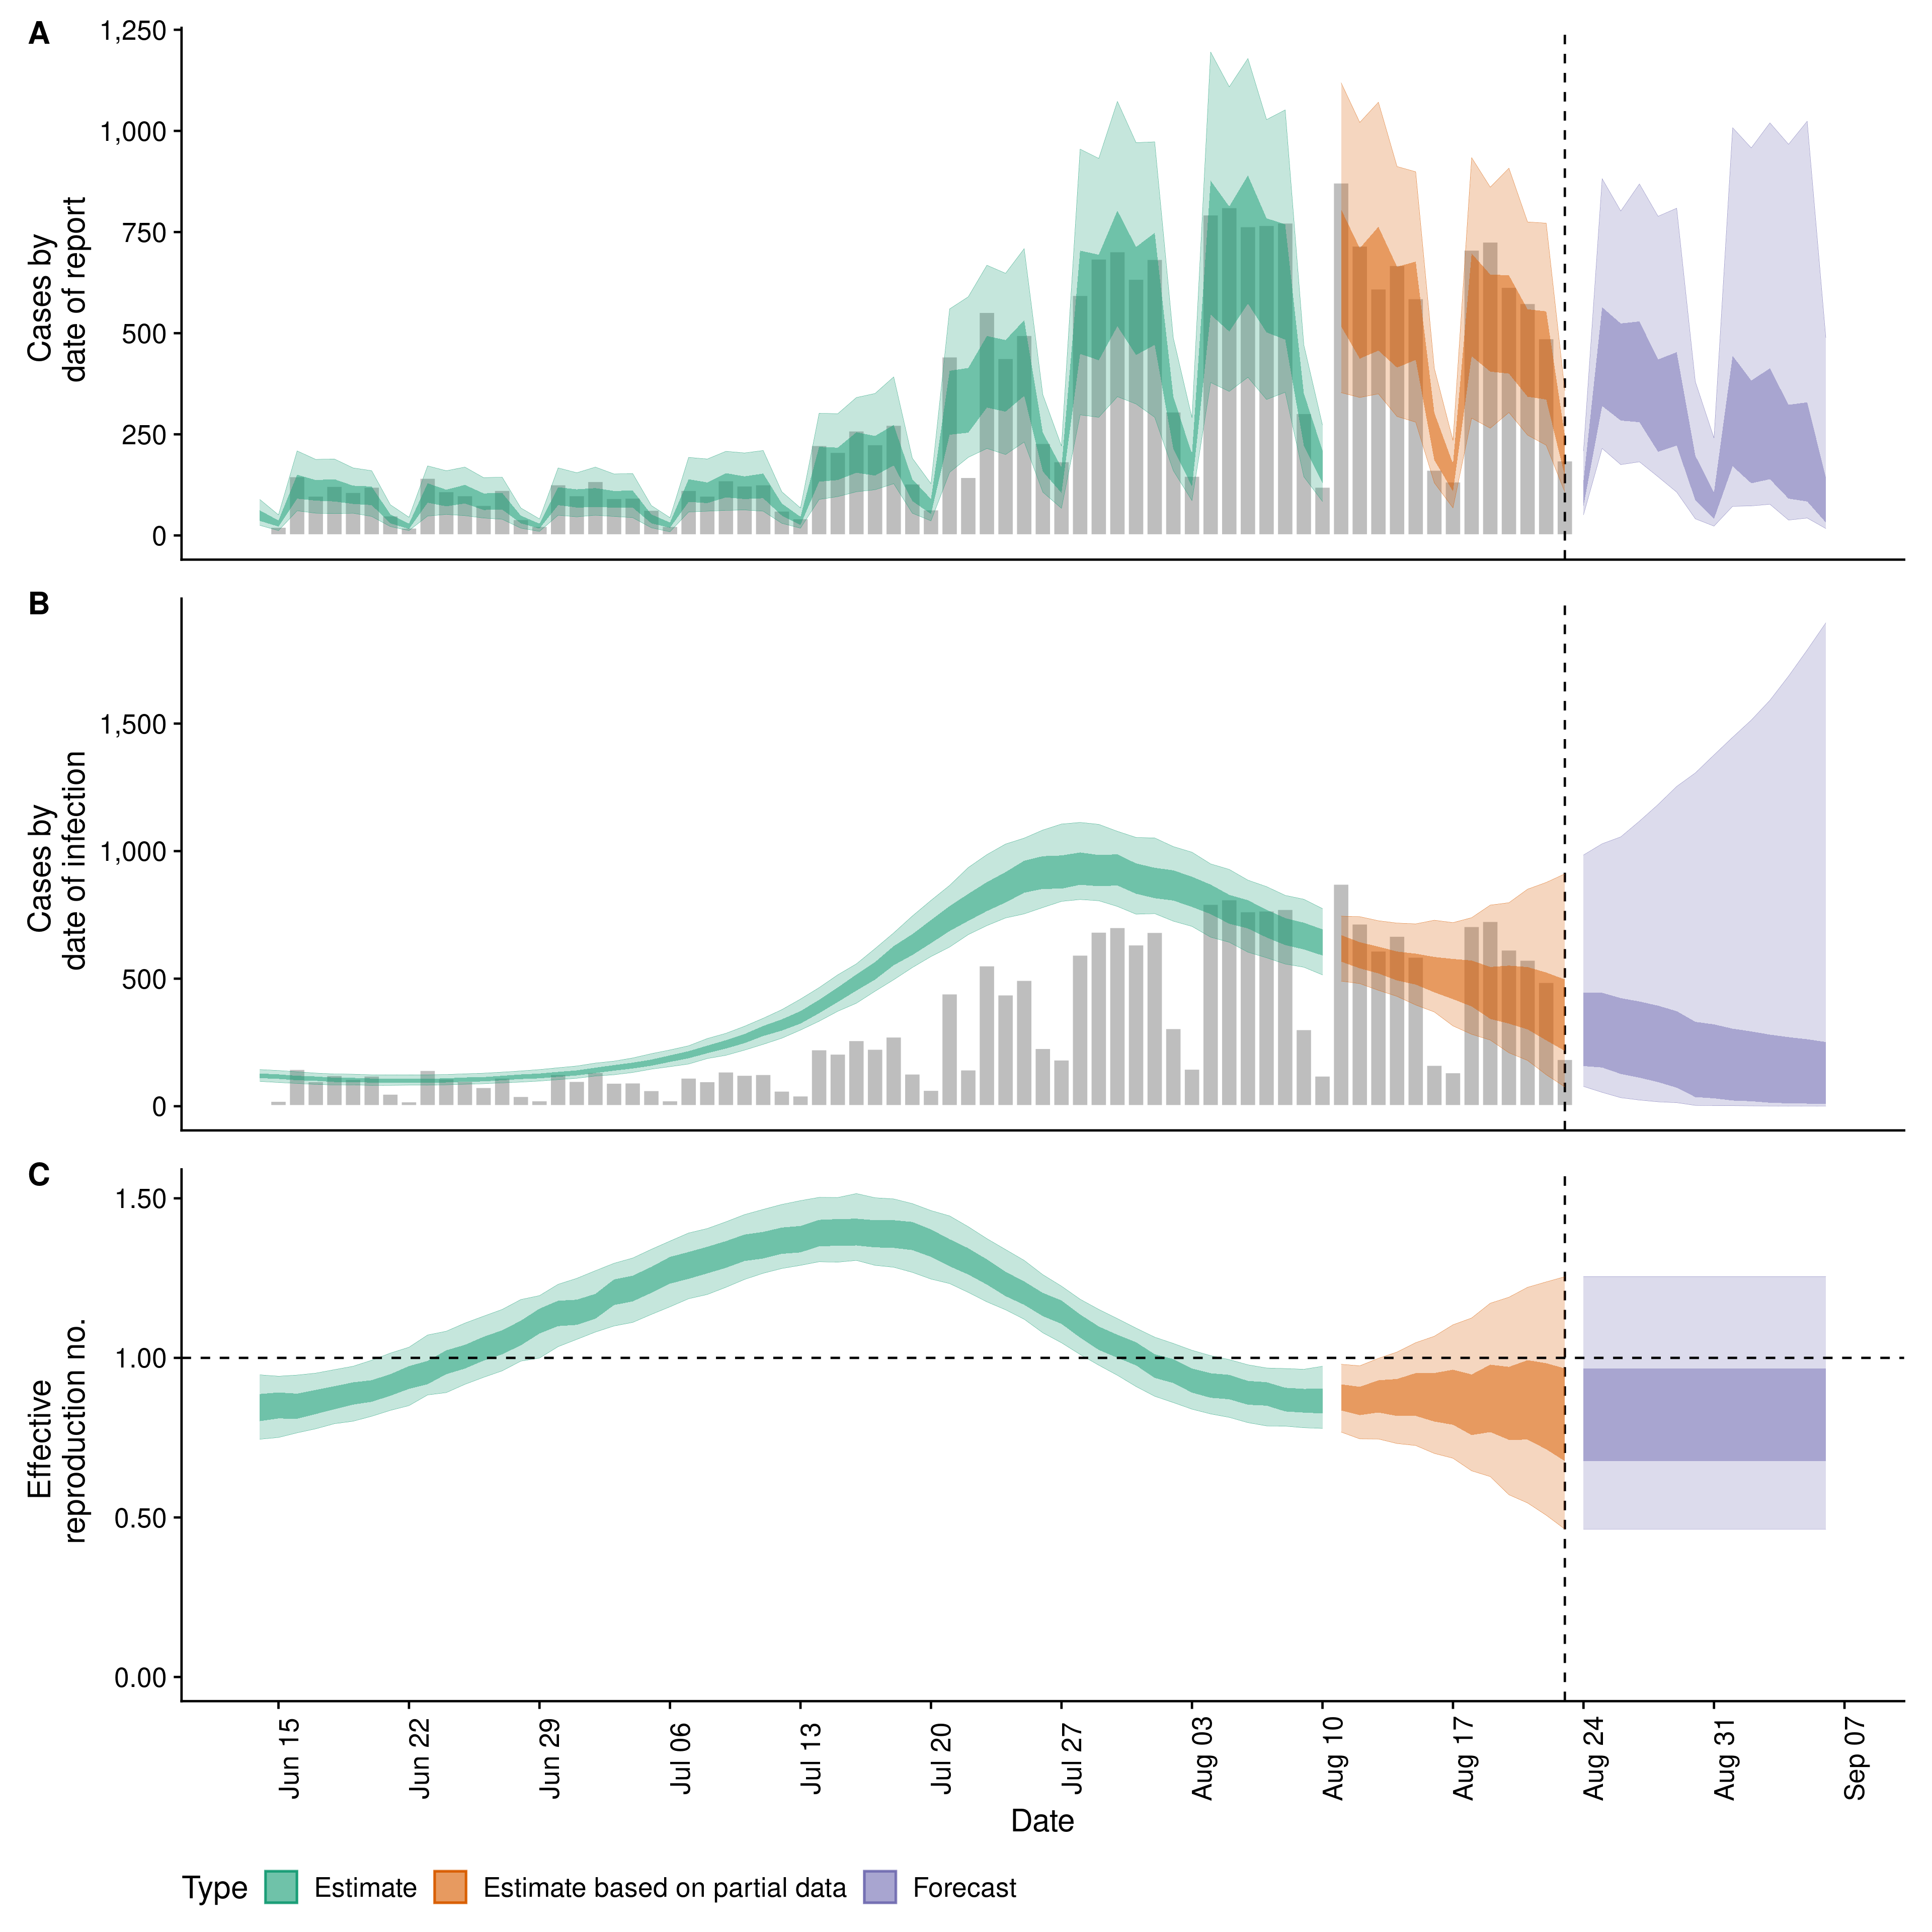 A
1,250
1,000
750
500
250
0
Cases by
date of report
B
1,500
1,000
500
0
Cases by
date of infection
C
1.50
1.00
0.50
0.00
Effective
reproduction no.
Jun 15
Jun 22
Jun 29
Jul 06
Jul 13
Jul 20
Jul 27
Aug 03
Aug 10
Aug 17
Aug 24
Aug 31
Sep 07
Date
Type Estimate Estimate based on partial data Forecast